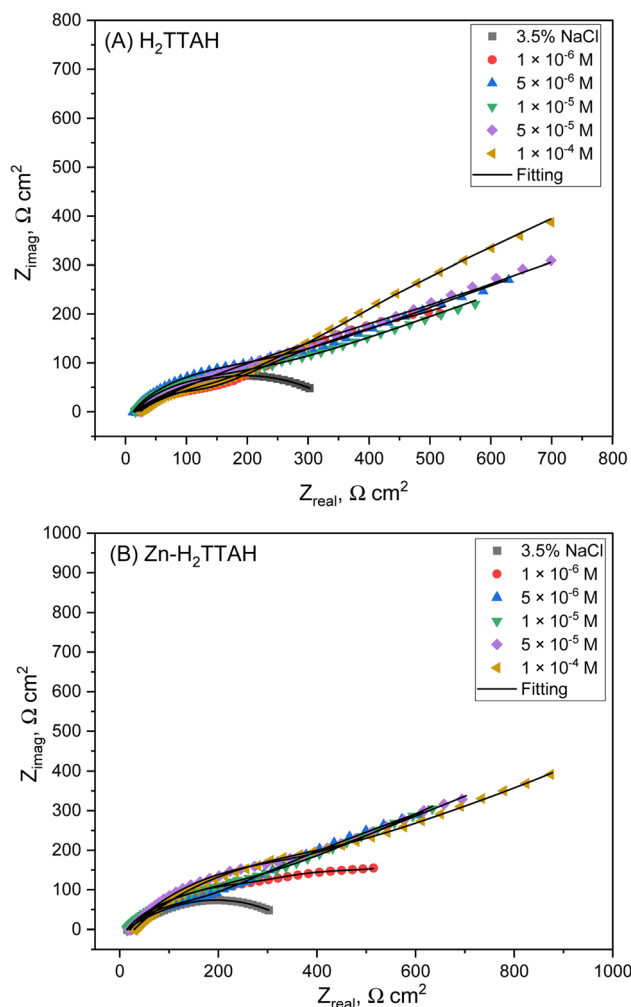 (A) H₂TTAH
3.5% NaCl
1 × 10⁻⁶ M
5 × 10⁻⁶ M
1 × 10⁻⁵ M
5 × 10⁻⁵ M
1 × 10⁻⁴ M
Fitting
800
700
600
500
400
300
200
100
0
Z_imag, Ω cm²
0 100 200 300 400 500 600 700 800
Z_real, Ω cm²
(B) Zn-H₂TTAH
3.5% NaCl
1 × 10⁻⁶ M
5 × 10⁻⁶ M
1 × 10⁻⁵ M
5 × 10⁻⁵ M
1 × 10⁻⁴ M
Fitting
1000
900
800
700
600
500
400
300
200
100
0
Z_imag, Ω cm²
0 200 400 600 800 1000
Z_real, Ω cm²